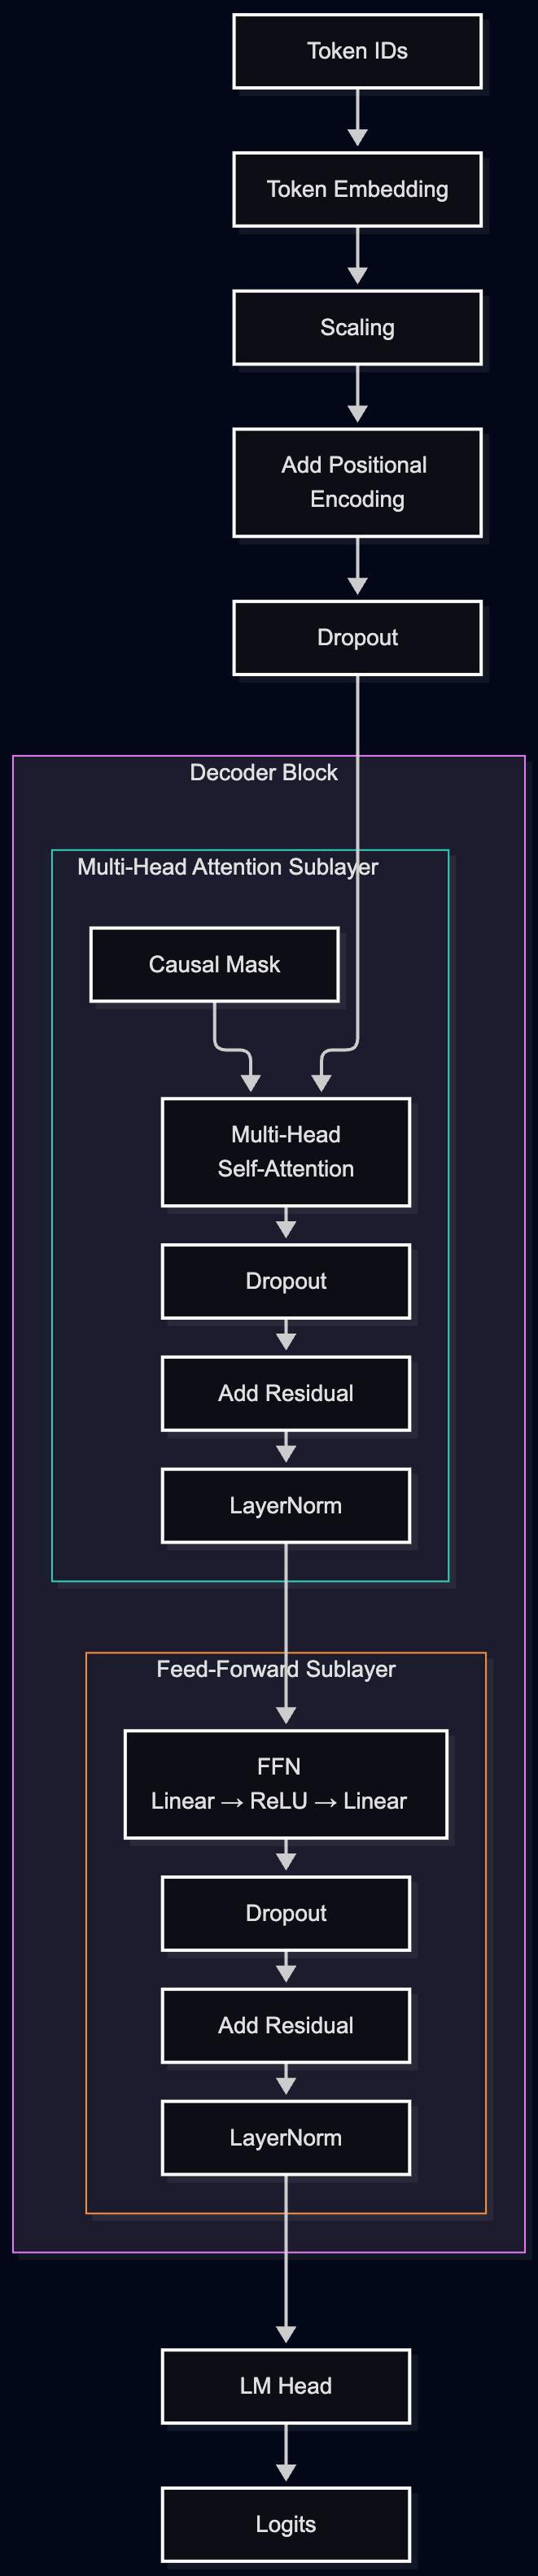 Token IDs
Token Embedding
Scaling
Add Positional
Encoding
Dropout
Decoder Block
Multi-Head Attention Sublayer
Causal Mask
Multi-Head
Self-Attention
Dropout
Add Residual
LayerNorm
Feed-Forward Sublayer
FFN
Linear → ReLU → Linear
Dropout
Add Residual
LayerNorm
LM Head
Logits